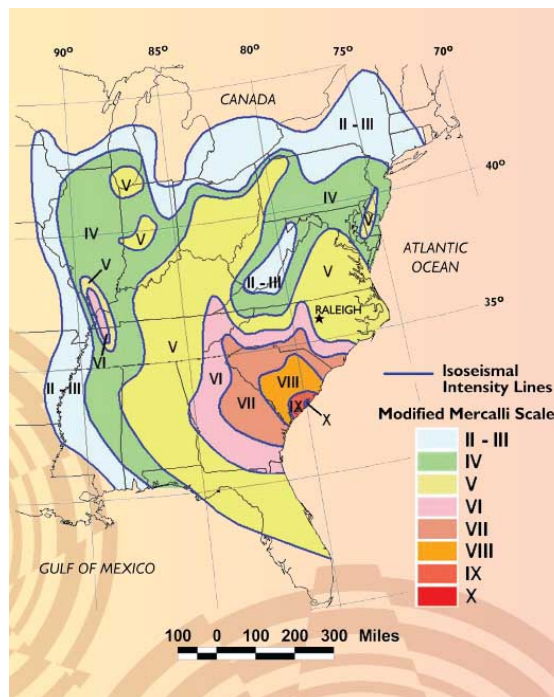 90° 85° 80° 75° 70°
CANADA
II - III
40°
V
IV
V
IV
V
V
ATLANTIC
OCEAN
II - III
V
RALEIGH
35°
VI
V
VI
VIII
II - III
VII
IX
X
Isoseismal
Intensity Lines
Modified Mercalli Scale
II - III
IV
V
VI
VII
VIII
IX
X
GULF OF MEXICO
100 0 100 200 300 Miles